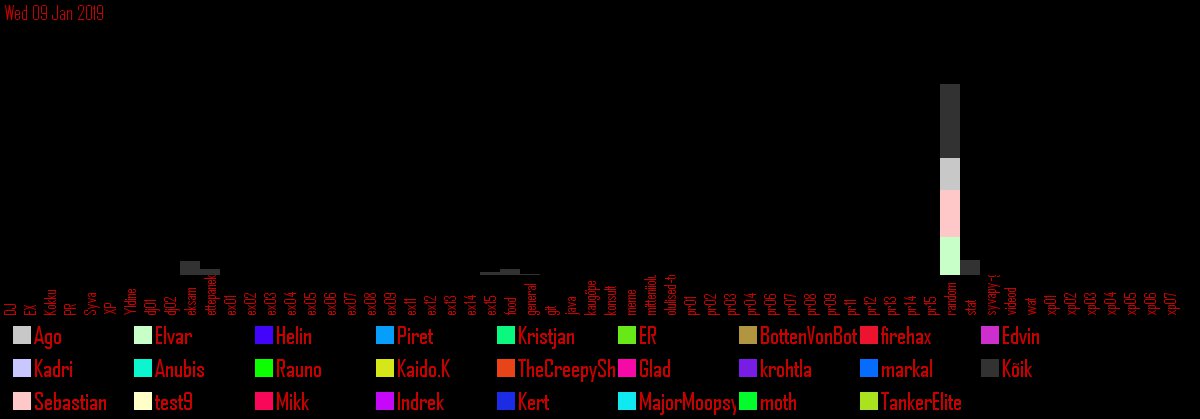 Wed 09 Jan 2019
DJ EX Kokku PR Syva XP Yldine dj01 dj02 eksam ettepanek ex01 ex02 ex03 ex04 ex05 ex06 ex07 ex08 ex09 ex11 ex12 ex13 ex14 ex15 food general git java kaugõpe konsult meme mitteriiok olulised-t pr01 pr02 pr03 pr04 pr06 pr07 pr08 pr09 pr11 pr12 pr13 pr14 pr15 random stat syvapy-t videod wat xp01 xp02 xp03 xp04 xp05 xp06 xp07
Ago Elvar Helin Piret Kristjan ER BottenVonBot firehax Edvin
Kadri Anubis Rauno Kaido.K TheCreepySh Glad krohtla markal Kõik
Sebastian test9 Mikk Indrek Kert MajorMoopsy moth TankerElite